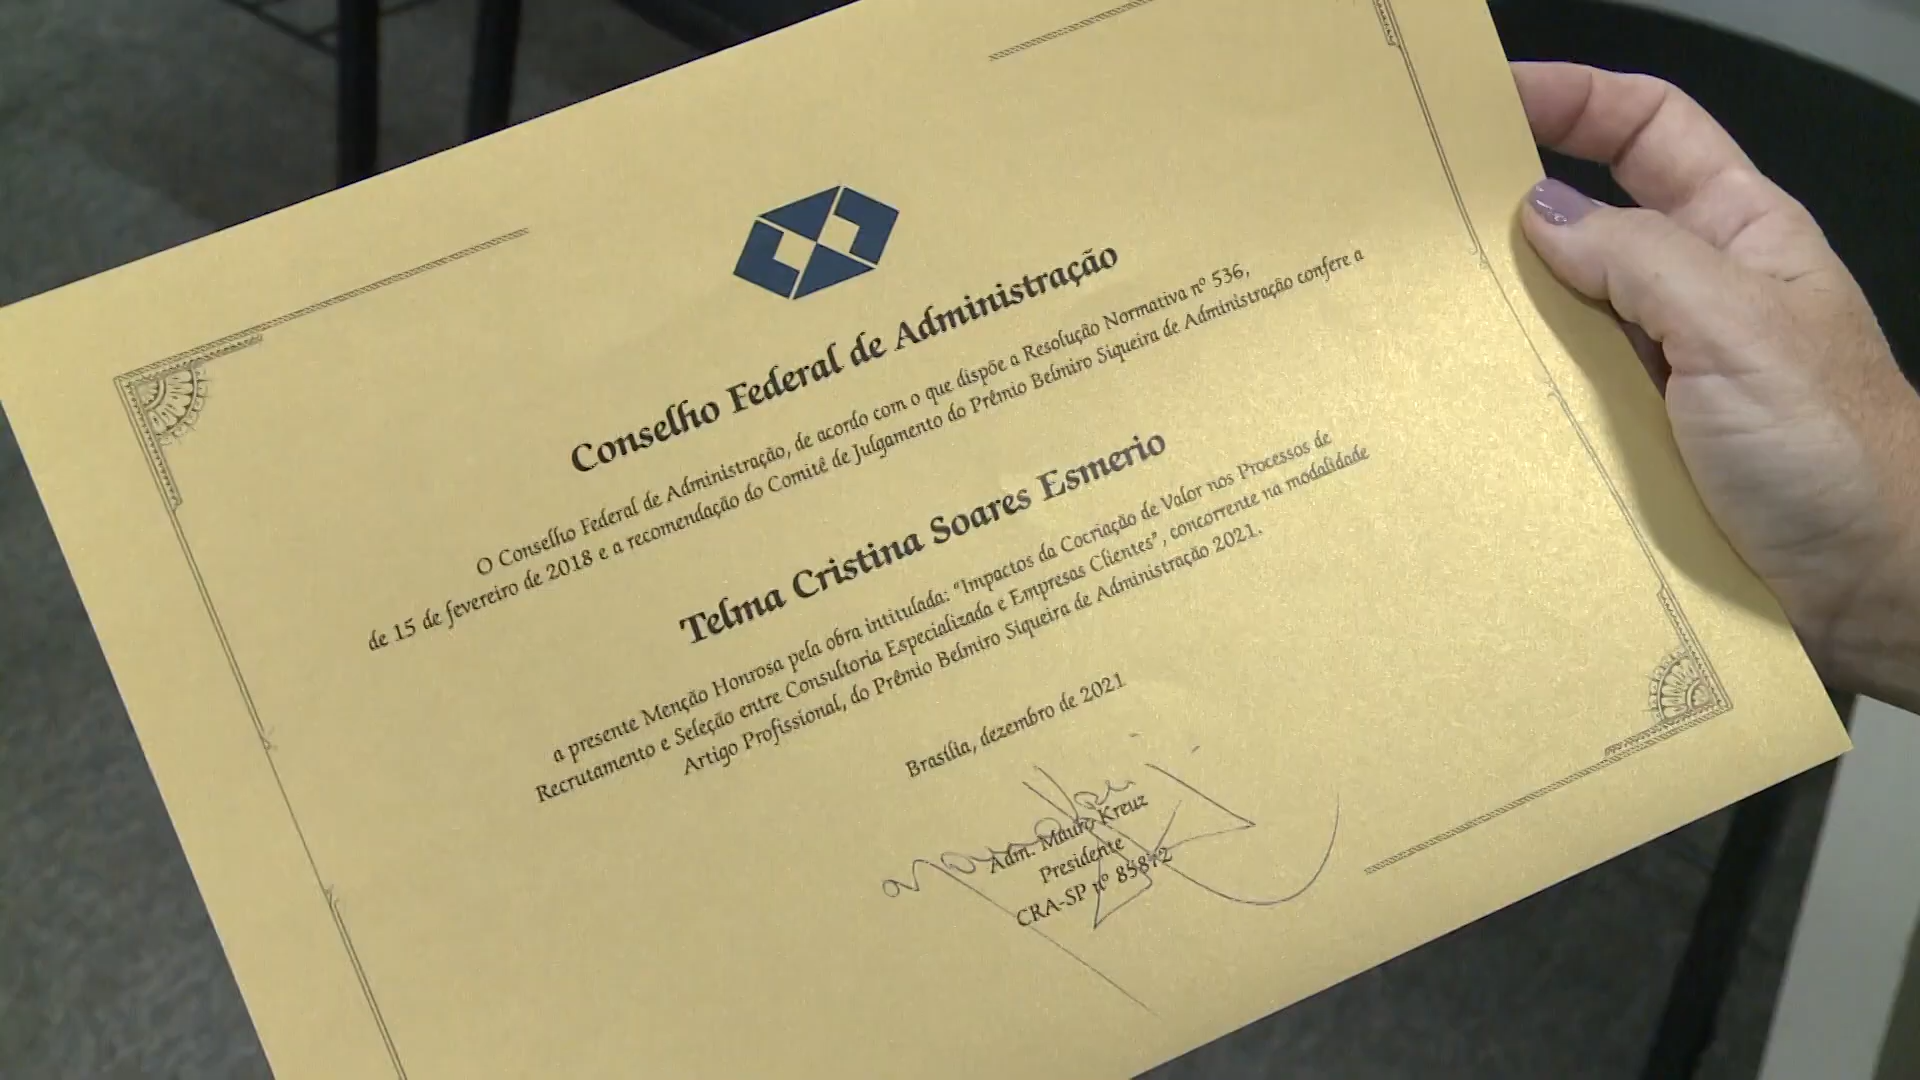 Conselho Federal de Administração
O Conselho Federal de Administração, de acordo com o que dispõe a Resolução Normativa nº 536,
de 15 de fevereiro de 2018 e a recomendação do Comitê de Julgamento do Prêmio Belmiro Siqueira de Administração confere a
Telma Cristina Soares Esmerio
a presente Menção Honrosa pela obra intitulada: “Impactos da Cocriação de Valor nos Processos de
Recrutamento e Seleção entre Consultoria Especializada e Empresas Clientes”, concorrente na modalidade
Artigo Profissional, do Prêmio Belmiro Siqueira de Administração 2021.
Brasília, dezembro de 2021
Adm. Mauro Kreuz
Presidente
CRA-SP nº 85872